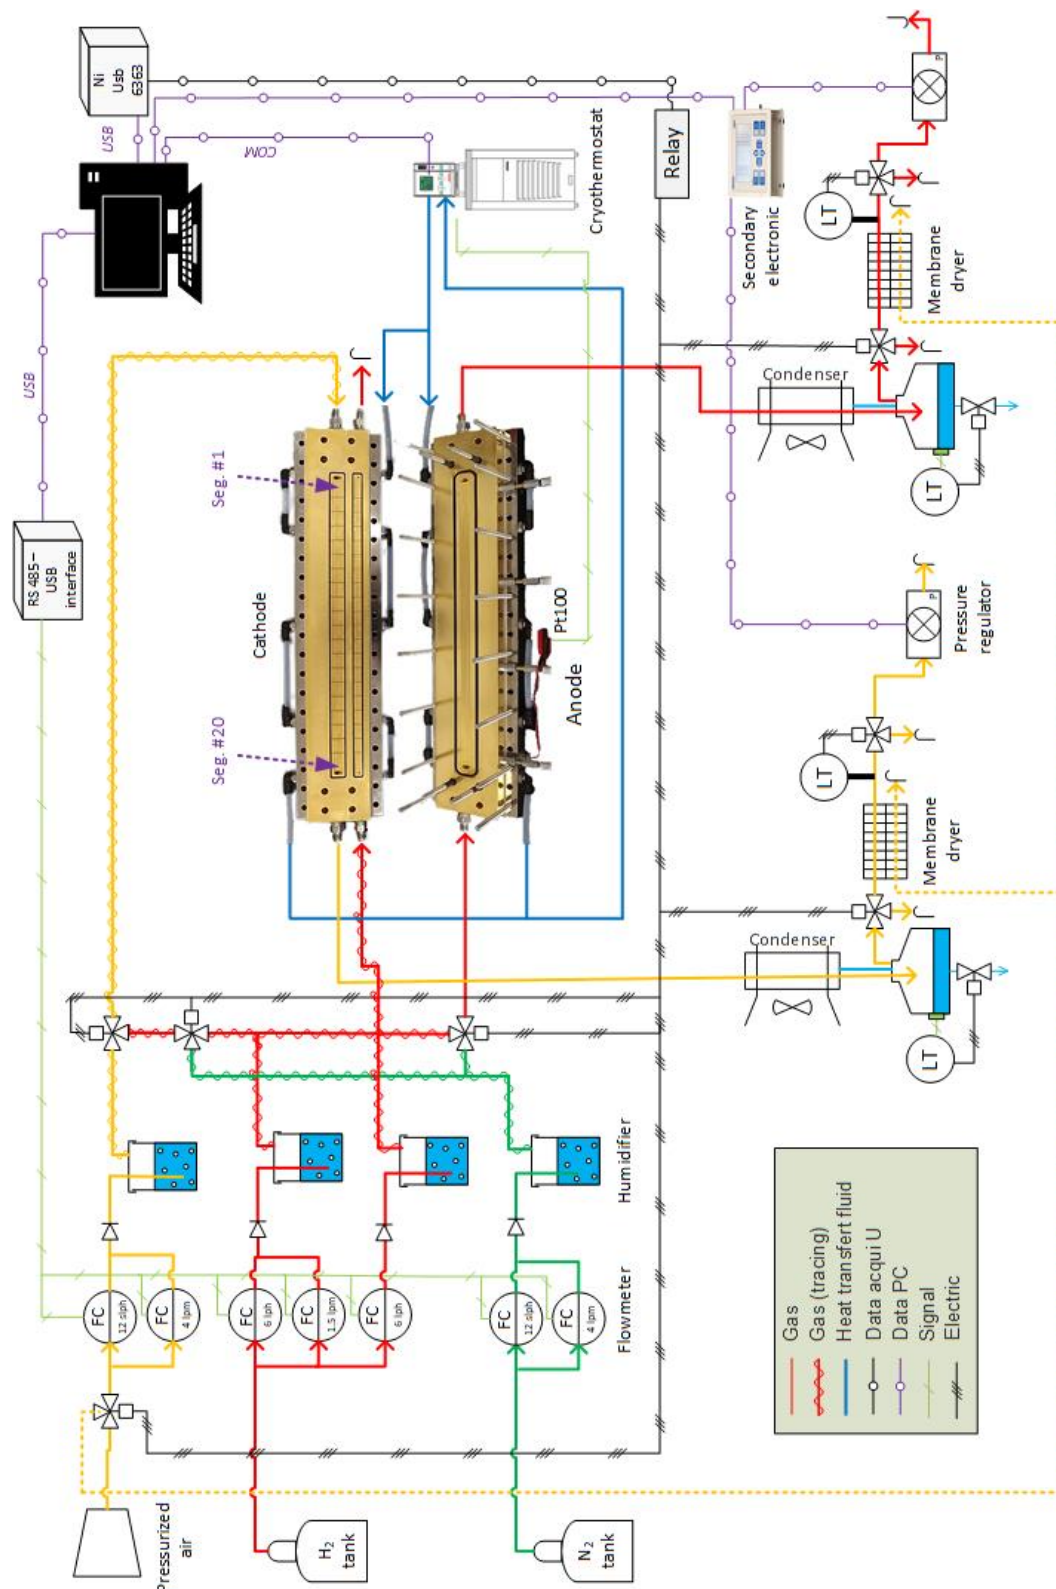 Ni
Usb
6363
USB
COM
USB
RS 485 –
USB
interface
Cryothermostat
Relay
Secondary
electronic
P
LT
Membrane
dryer
Condenser
LT
Seg. #1
Cathode
Seg. #20
Pt100
Anode
P
Pressure
regulator
LT
Membrane
dryer
Condenser
LT
Humidifier
FC
12 slph
FC
4 lpm
FC
6 lph
FC
1.5 lpm
FC
6 lph
FC
12 slph
FC
4 lpm
Flowmeter
Pressurized
air
H2
tank
N2
tank
Gas
Gas (tracing)
Heat transfert fluid
Data acqui U
Data PC
Signal
Electric